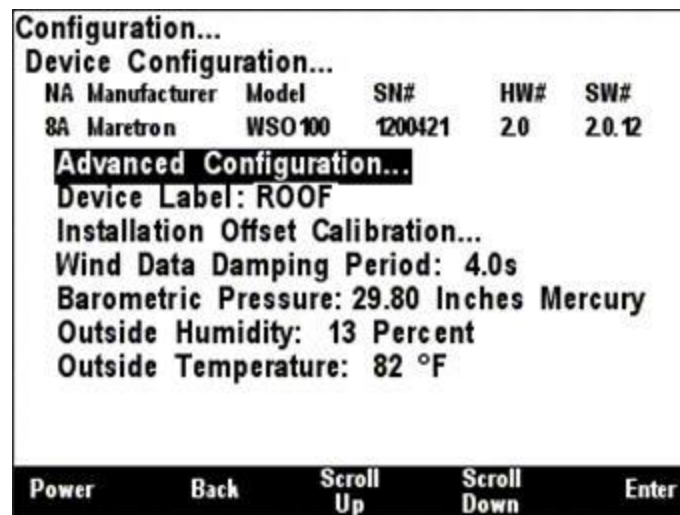 Configuration...
Device Configuration...
NA Manufacturer Model SN# HW# SW#
8A Maretron WSO100 1200421 2.0 2.0.12
Advanced Configuration...
Device Label: ROOF
Installation Offset Calibration...
Wind Data Damping Period: 4.0s
Barometric Pressure: 29.80 Inches Mercury
Outside Humidity: 13 Percent
Outside Temperature: 82 °F
Power Back Scroll Up Scroll Down Enter